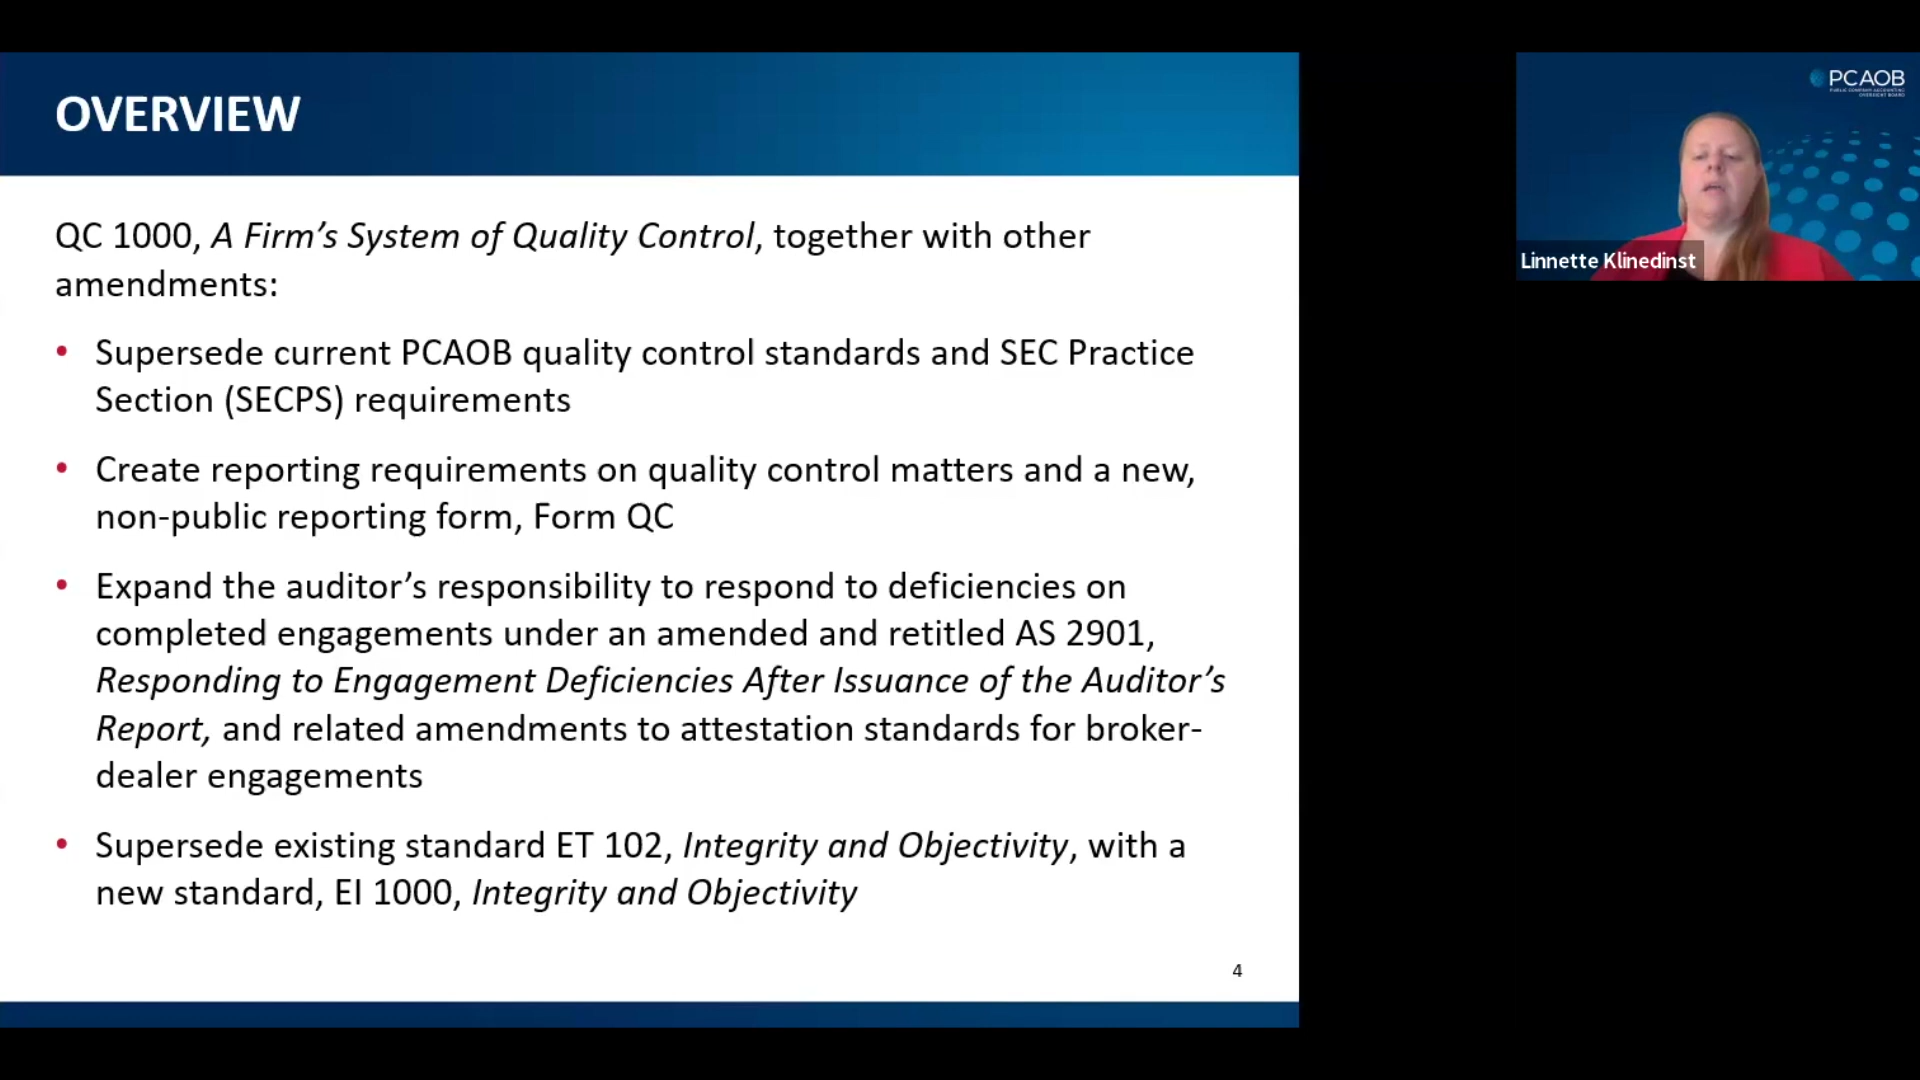 OVERVIEW
QC 1000, A Firm’s System of Quality Control, together with other
amendments:
• Supersede current PCAOB quality control standards and SEC Practice
Section (SECPS) requirements
• Create reporting requirements on quality control matters and a new,
non-public reporting form, Form QC
• Expand the auditor’s responsibility to respond to deficiencies on
completed engagements under an amended and retitled AS 2901,
Responding to Engagement Deficiencies After Issuance of the Auditor’s
Report, and related amendments to attestation standards for broker-
dealer engagements
• Supersede existing standard ET 102, Integrity and Objectivity, with a
new standard, EI 1000, Integrity and Objectivity
4
PCAOB
PUBLIC COMPANY ACCOUNTING
OVERSIGHT BOARD
Linnette Klinedinst